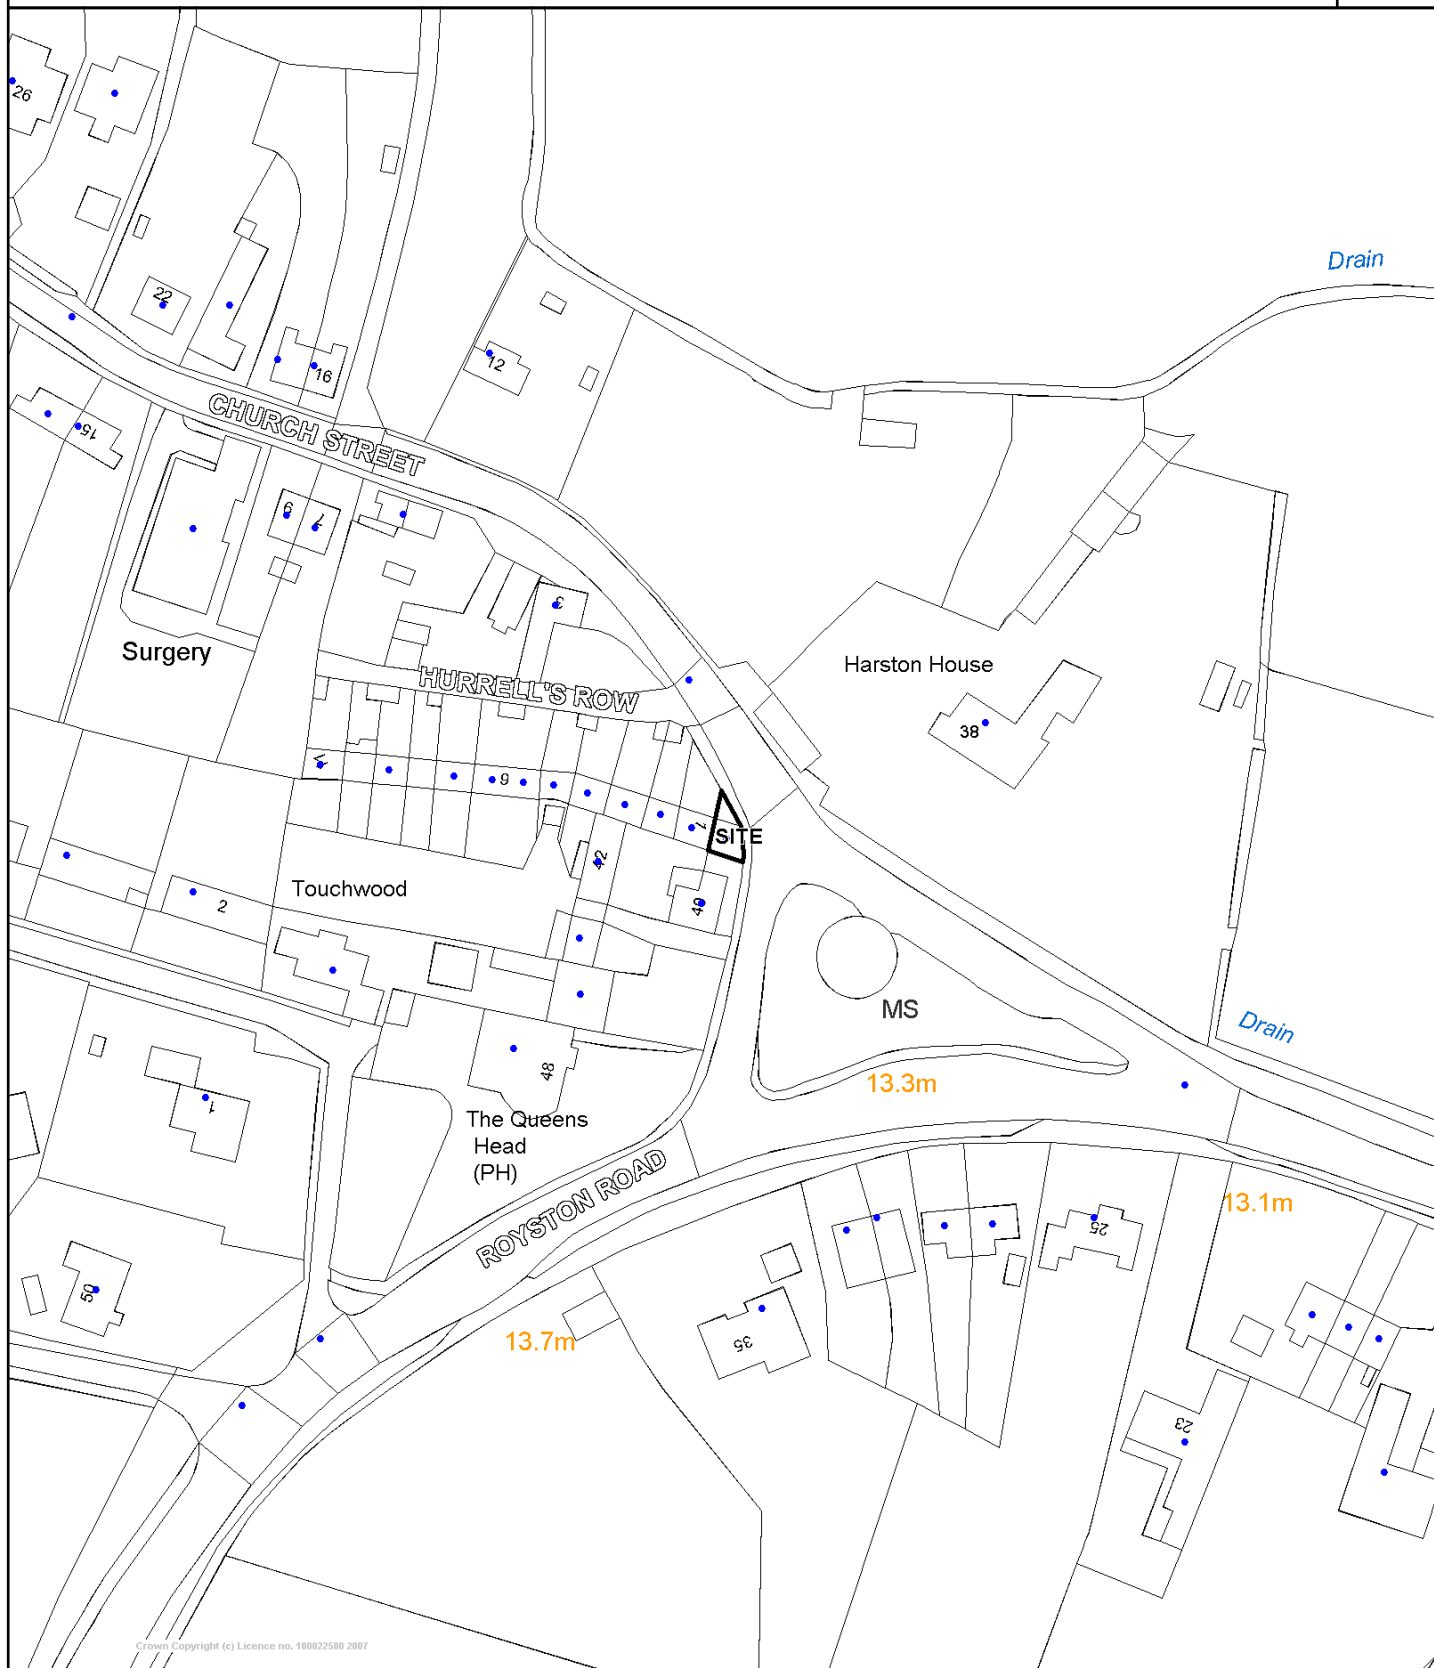 26
Drain
22
12
16
CHURCH STREET
15
9
7
3
Surgery
Harston House
HURRELL'S ROW
38
6
1
SITE
42
Touchwood
2
40
MS
Drain
48
13.3m
1
The Queens
Head
(PH)
ROYSTON ROAD
13.1m
25
50
13.7m
35
23
Crown Copyright (c) Licence no. 100022500 2007